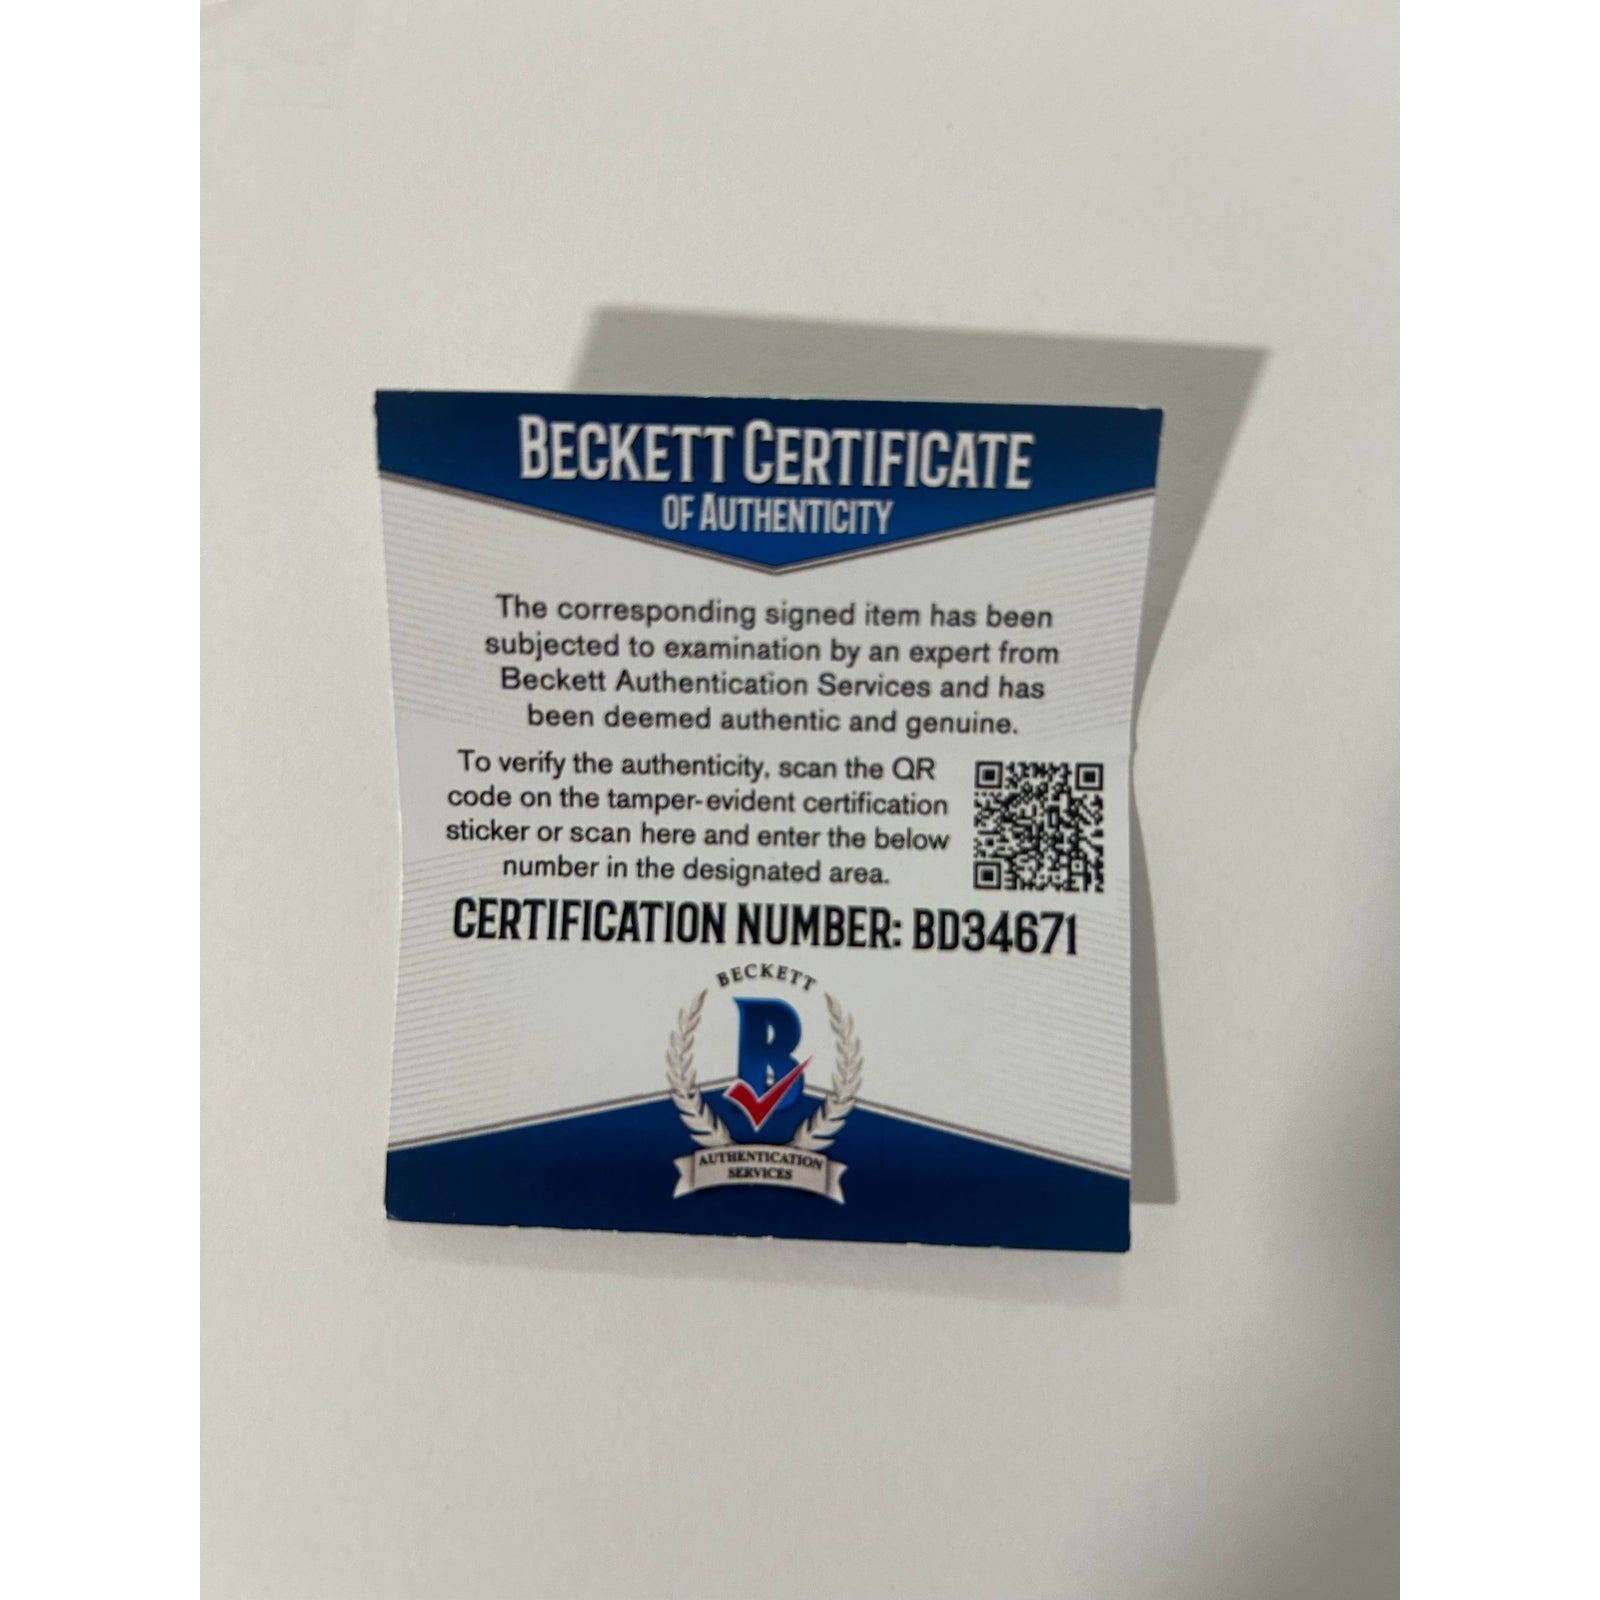 BECKETT CERTIFICATE
OF AUTHENTICITY
The corresponding signed item has been
subjected to examination by an expert from
Beckett Authentication Services and has
been deemed authentic and genuine.
To verify the authenticity, scan the QR
code on the tamper-evident certification
sticker or scan here and enter the below
number in the designated area.
CERTIFICATION NUMBER: BD34671
BECKETT
B
AUTHENTICATION
SERVICES